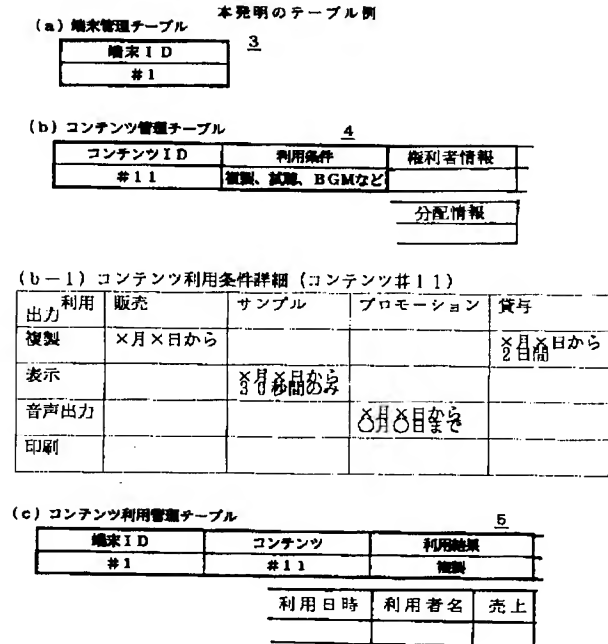 本発明のテーブル例
(a) 端末管理テーブル 3
端末ID
#1
(b) コンテンツ管理テーブル 4
コンテンツID 利用条件 権利者情報
#11 複製、試聴、BGMなど
分配情報
(b-1) コンテンツ利用条件詳細 (コンテンツ#11)
出力 利用 販売 サンプル プロモーション 貸与
複製 ×月×日から ×月×日から
2日間
表示 ×月×日から
30秒間のみ
音声出力 ×月×日から
○月○日まで
印刷
(c) コンテンツ利用管理テーブル 5
端末ID コンテンツ 利用結果
#1 #11 複製
利用日時 利用者名 売上